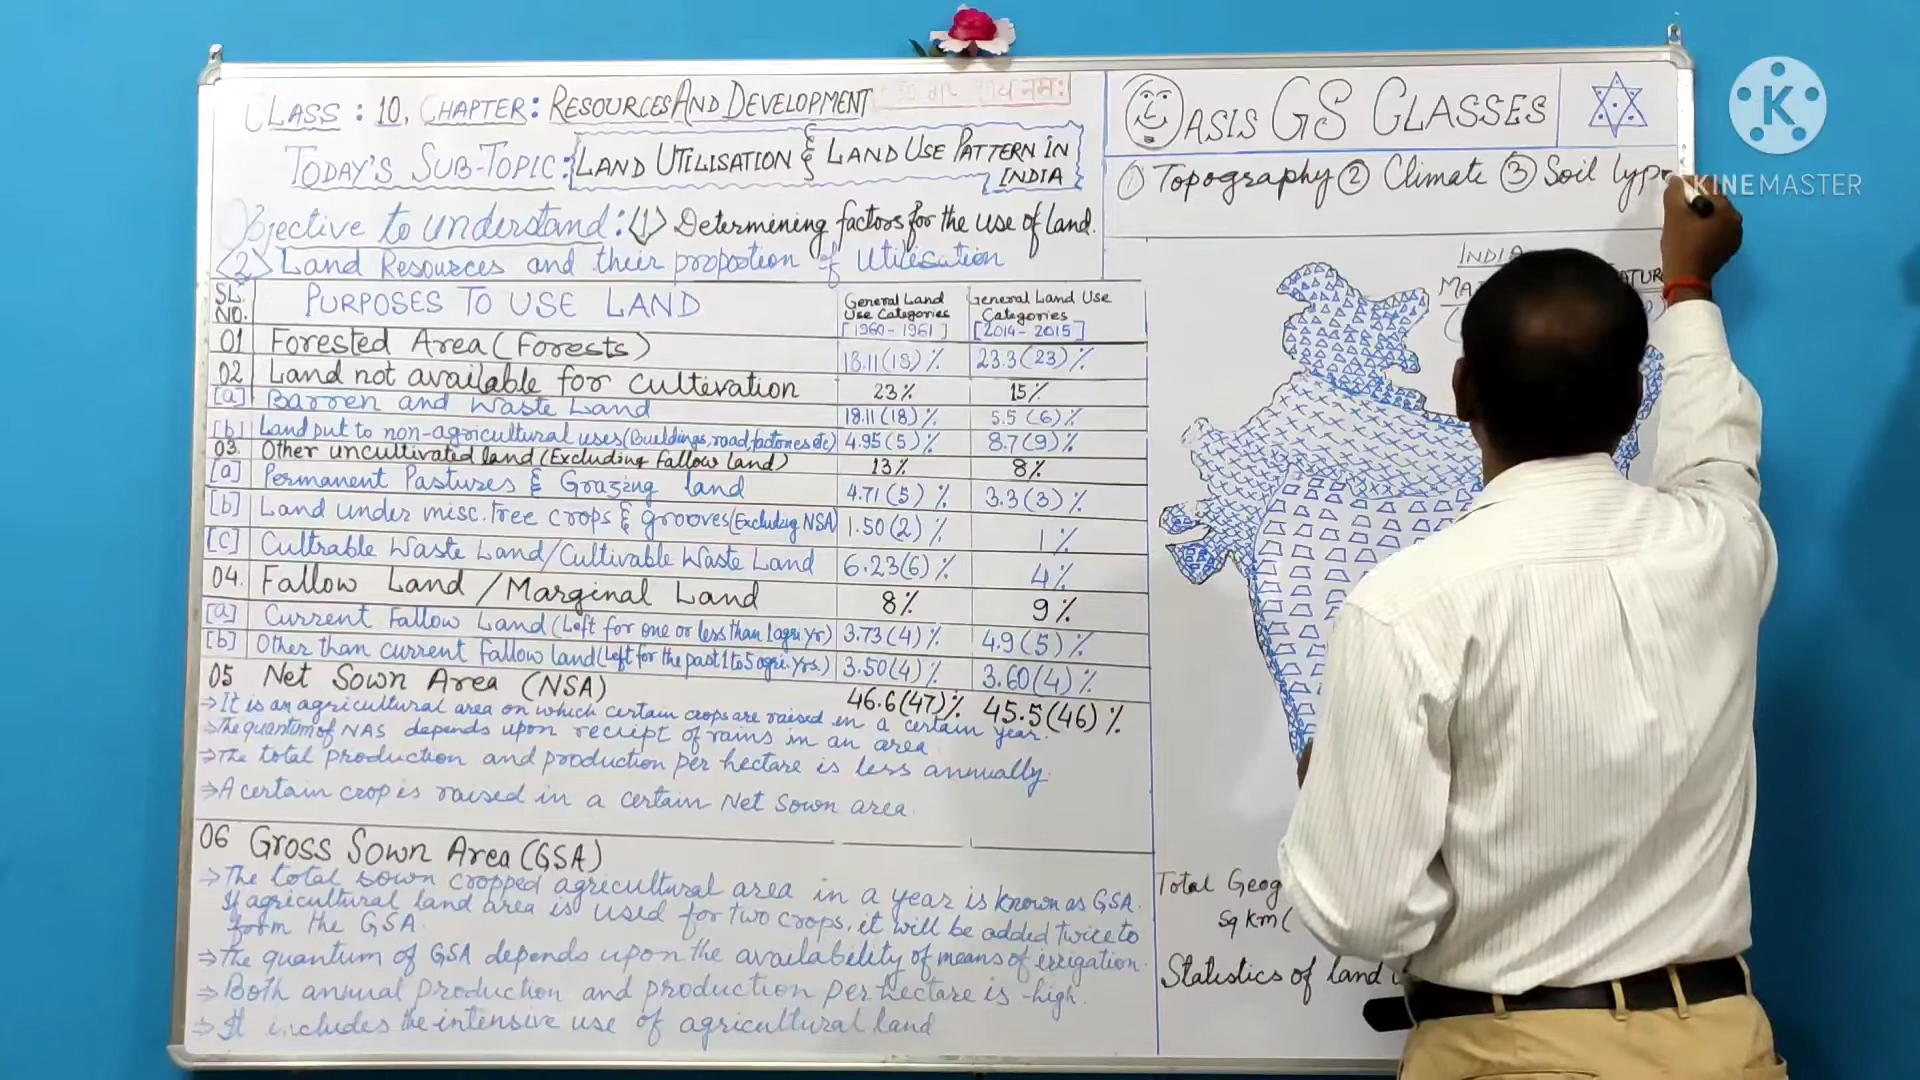 CLASS : 10, CHAPTER : RESOURCES AND DEVELOPMENT
TODAY'S SUB-TOPIC : LAND UTILISATION & LAND USE PATTERN IN INDIA
Objective to understand : <1> Determining factors for the use of land.
<2> Land Resources and their proportion of Utilisation
SL. NO. PURPOSES TO USE LAND General Land Use Categories [1960-1961] General Land Use Categories [2014-2015]
01 Forested Area (Forests) 18.11(18)% 23.3(23)%
02 Land not available for cultivation 23% 15%
[a] Barren and Waste Land 18.11(18)% 5.5(6)%
[b] Land put to non-agricultural uses (Buildings, road, factories etc) 4.95(5)% 8.7(9)%
03. Other uncultivated land (Excluding fallow land) 13% 8%
[a] Permanent Pastures & Grazing land 4.71(5)% 3.3(3)%
[b] Land under misc. tree crops & grooves (Excluding NSA) 1.50(2)% 1%
[c] Cultrable Waste Land/Cultivable Waste Land 6.23(6)% 4%
04. Fallow Land / Marginal Land 8% 9%
[a] Current Fallow Land (Left for one or less than 1 agri yr) 3.73(4)% 4.9(5)%
[b] Other than current fallow land (Left for the past 1 to 5 agri. yrs.) 3.50(4)% 3.60(4)%
05 Net Sown Area (NSA) 46.6(47)% 45.5(46)%
→ It is an agricultural area on which certain crops are raised in a certain year.
→ The quantum of NAS depends upon receipt of rains in an area
→ The total production and production per hectare is less annually.
→ A certain crop is raised in a certain Net Sown area.
06 Gross Sown Area (GSA)
→ The total sown cropped agricultural area in a year is known as GSA.
If agricultural land area is used for two crops, it will be added twice to
form the GSA.
→ The quantum of GSA depends upon the availability of means of irrigation.
→ Both annual production and production per hectare is high.
→ It includes the intensive use of agricultural land
OASIS GS CLASSES
① Topography ② Climate ③ Soil type
INDIA
Total Geog
Sq Km (
Statistics of land
K
KINEMASTER